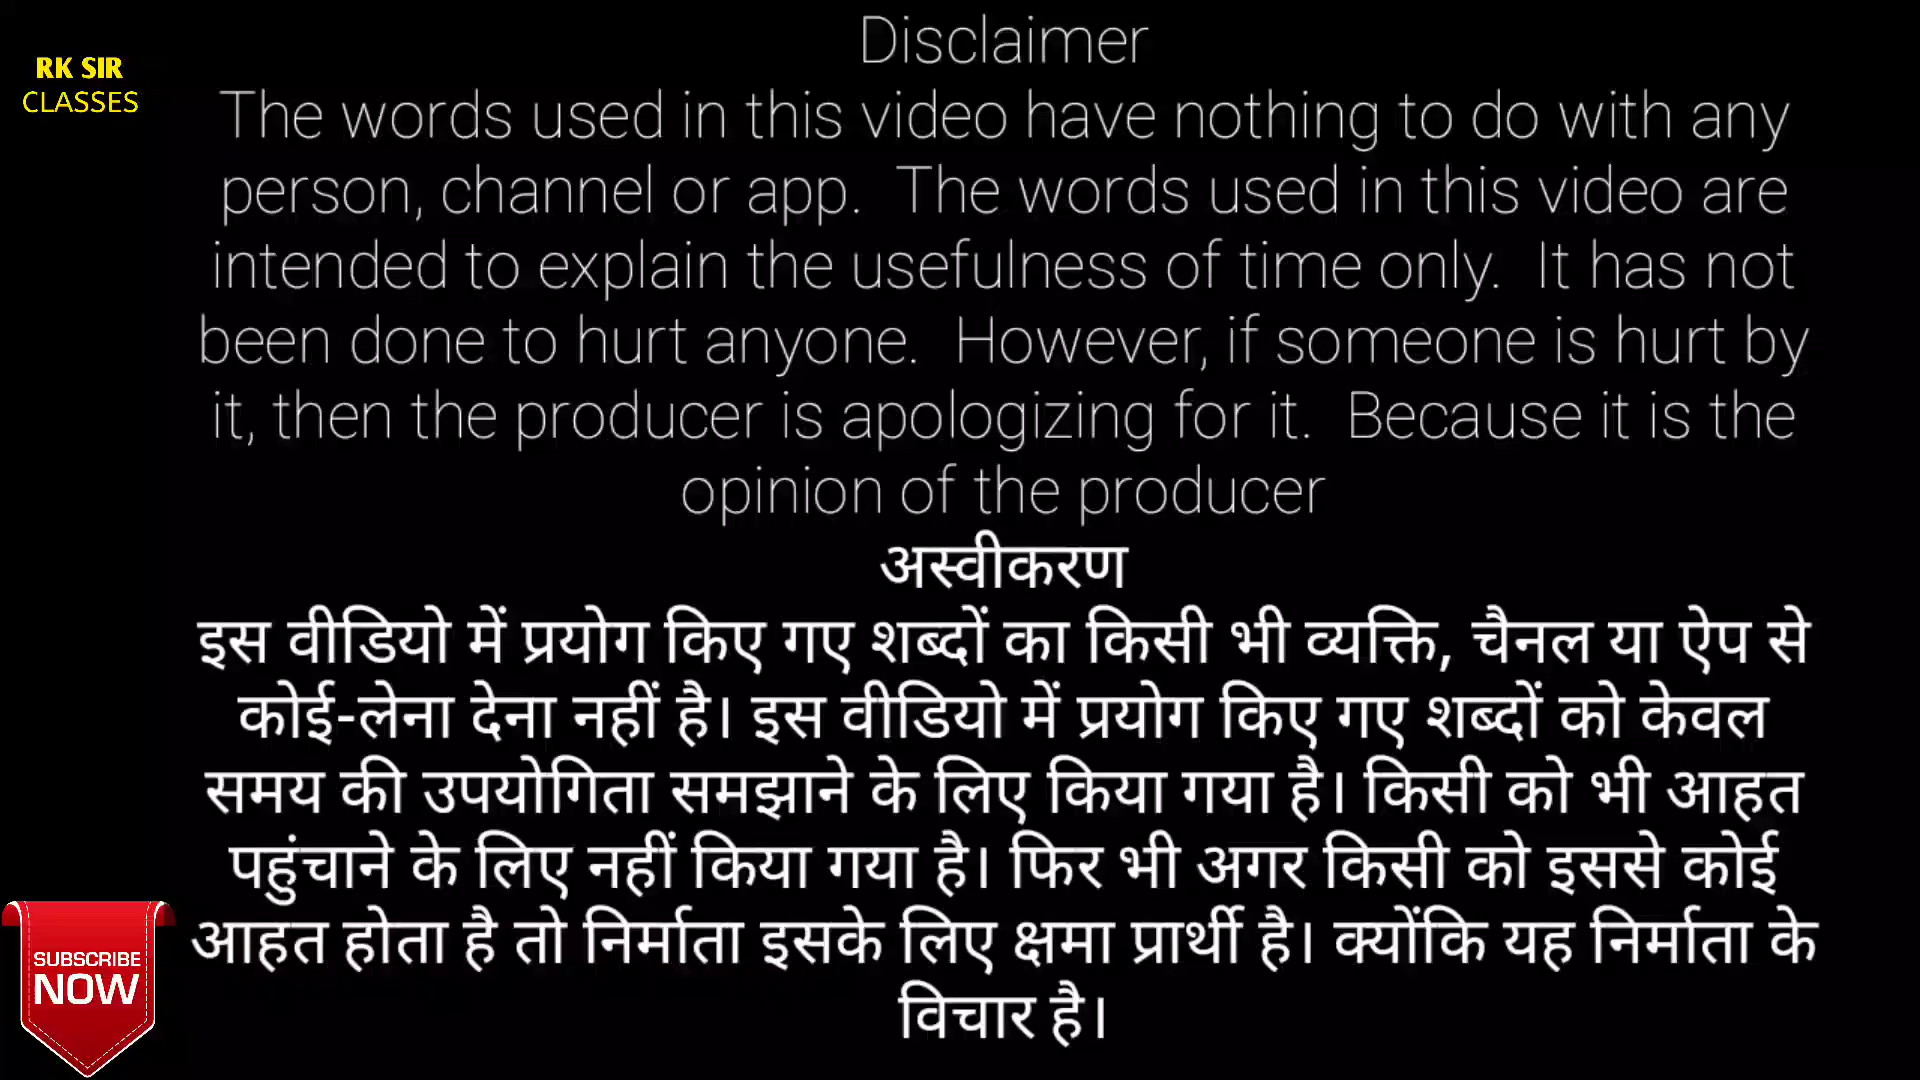 RK SIR
CLASSES
Disclaimer
The words used in this video have nothing to do with any
person, channel or app.  The words used in this video are
intended to explain the usefulness of time only.  It has not
been done to hurt anyone.  However, if someone is hurt by
it, then the producer is apologizing for it.  Because it is the
opinion of the producer
अस्वीकरण
इस वीडियो में प्रयोग किए गए शब्दों का किसी भी व्यक्ति, चैनल या ऐप से
कोई-लेना देना नहीं है। इस वीडियो में प्रयोग किए गए शब्दों को केवल
समय की उपयोगिता समझाने के लिए किया गया है। किसी को भी आहत
पहुंचाने के लिए नहीं किया गया है। फिर भी अगर किसी को इससे कोई
आहत होता है तो निर्माता इसके लिए क्षमा प्रार्थी है। क्योंकि यह निर्माता के
विचार है।
SUBSCRIBE
NOW